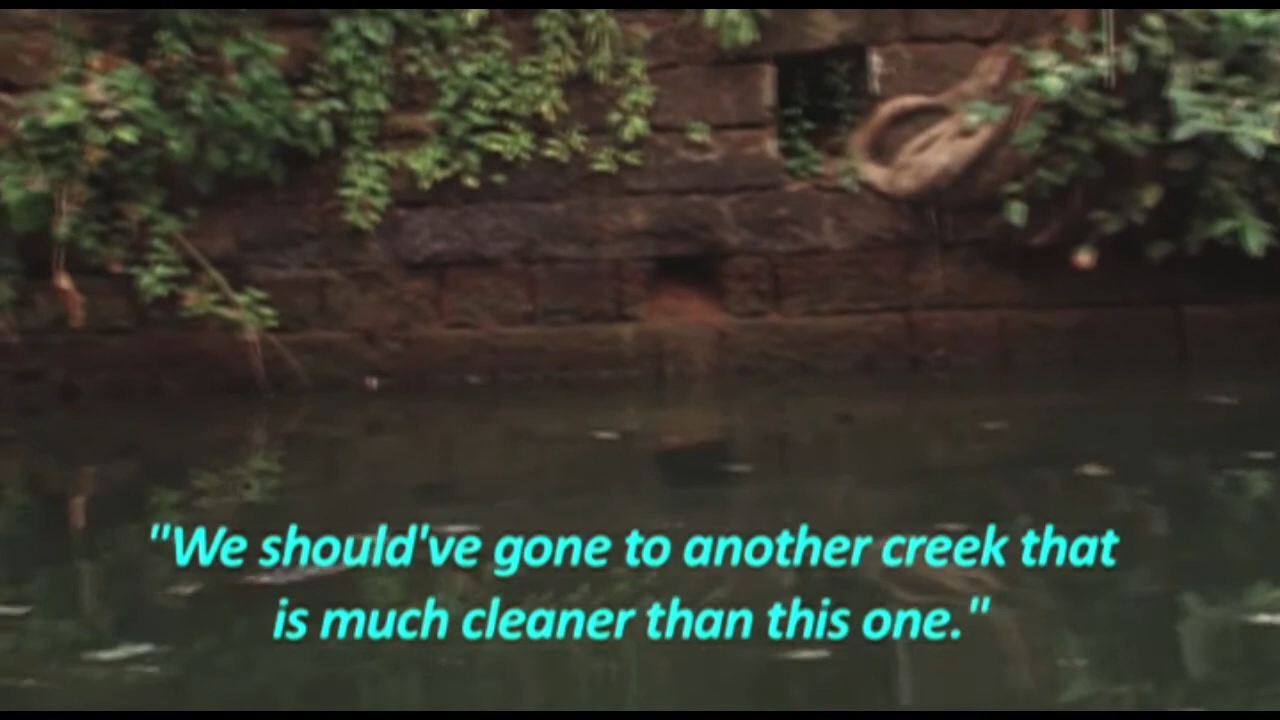 "We should've gone to another creek that
is much cleaner than this one."